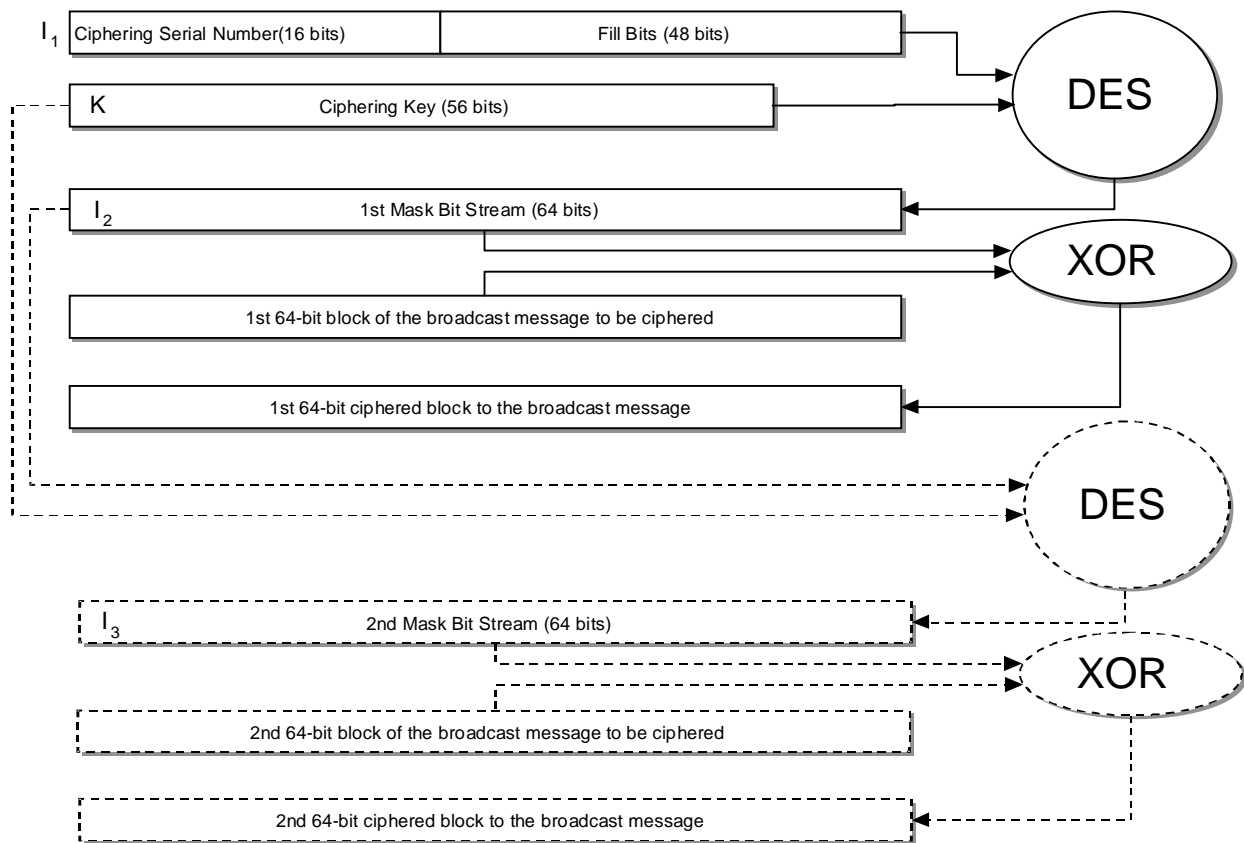 I1 Ciphering Serial Number(16 bits) Fill Bits (48 bits)
DES
K Ciphering Key (56 bits)
I2 1st Mask Bit Stream (64 bits)
XOR
1st 64-bit block of the broadcast message to be ciphered
1st 64-bit ciphered block to the broadcast message
DES
I3 2nd Mask Bit Stream (64 bits)
XOR
2nd 64-bit block of the broadcast message to be ciphered
2nd 64-bit ciphered block to the broadcast message